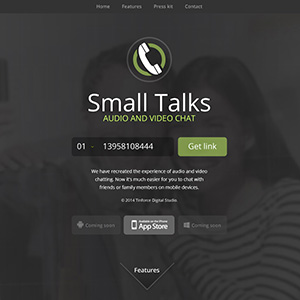 Home Features Press kit Contact
Small Talks
AUDIO AND VIDEO CHAT
01 - 13958108444 Get link
We have recreated the experience of audio and video
chatting. Now it's much easier for you to chat with
friends or family members on mobile devices.
© 2014 Tinforce Digital Studio
Coming soon Available on the iPhone App Store Coming soon
Features